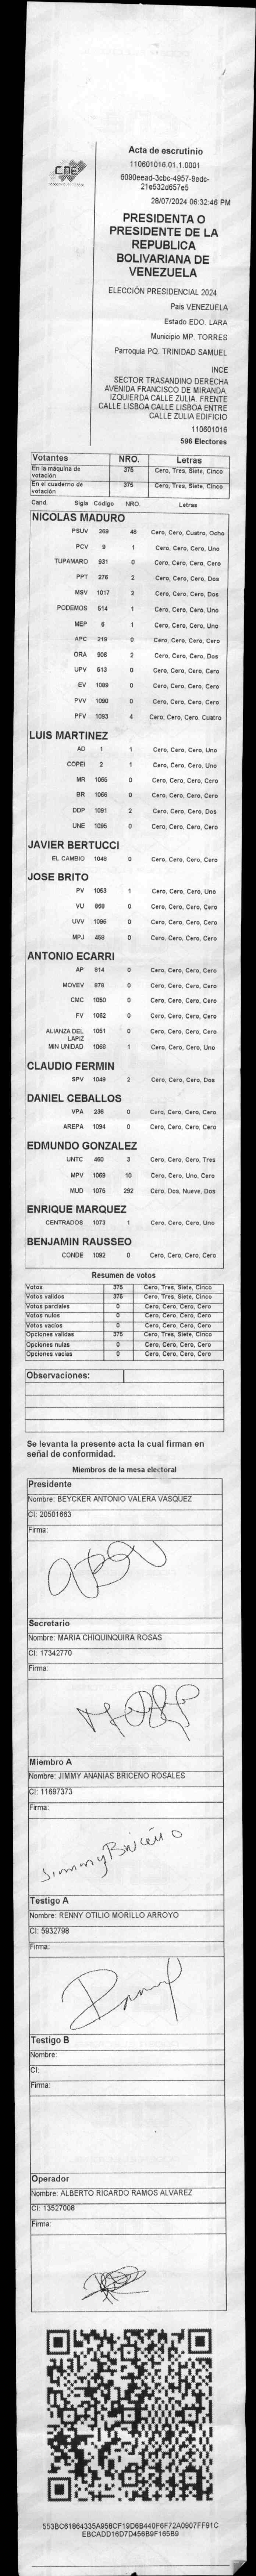 CNE
Acta de escrutinio
110601016.01.1.0001
6090eead-3cbc-4957-9edc-
21e532d657e5
28/07/2024 06:32:46 PM
PRESIDENTA O
PRESIDENTE DE LA
REPUBLICA
BOLIVARIANA DE
VENEZUELA
ELECCIÓN PRESIDENCIAL 2024
País VENEZUELA
Estado EDO. LARA
Municipio MP. TORRES
Parroquia PQ. TRINIDAD SAMUEL
INCE
SECTOR TRASANDINO DERECHA
AVENIDA FRANCISCO DE MIRANDA.
IZQUIERDA CALLE ZULIA. FRENTE
CALLE LISBOA CALLE LISBOA ENTRE
CALLE ZULIA EDIFICIO
110601016
596 Electores
Votantes NRO. Letras
En la máquina de votación 375 Cero, Tres, Siete, Cinco
En el cuaderno de votación 375 Cero, Tres, Siete, Cinco
Cand. Sigls Código NRO. Letras
NICOLAS MADURO
PSUV 269 48 Cero, Cero, Cuatro, Ocho
PCV 9 1 Cero, Cero, Cero, Uno
TUPAMARO 931 0 Cero, Cero, Cero, Cero
PPT 276 2 Cero, Cero, Cero, Dos
MSV 1017 2 Cero, Cero, Cero, Dos
PODEMOS 514 1 Cero, Cero, Cero, Uno
MEP 6 1 Cero, Cero, Cero, Uno
APC 219 0 Cero, Cero, Cero, Cero
ORA 906 2 Cero, Cero, Cero, Dos
UPV 513 0 Cero, Cero, Cero, Cero
EV 1089 0 Cero, Cero, Cero, Cero
PVV 1090 0 Cero, Cero, Cero, Cero
PFV 1093 4 Cero, Cero, Cero, Cuatro
LUIS MARTINEZ
AD 1 1 Cero, Cero, Cero, Uno
COPEI 2 1 Cero, Cero, Cero, Uno
MR 1065 0 Cero, Cero, Cero, Cero
BR 1066 0 Cero, Cero, Cero, Cero
DDP 1091 2 Cero, Cero, Cero, Dos
UNE 1095 0 Cero, Cero, Cero, Cero
JAVIER BERTUCCI
EL CAMBIO 1048 0 Cero, Cero, Cero, Cero
JOSE BRITO
PV 1053 1 Cero, Cero, Cero, Uno
VU 969 0 Cero, Cero, Cero, Cero
UVV 1096 0 Cero, Cero, Cero, Cero
MPJ 458 0 Cero, Cero, Cero, Cero
ANTONIO ECARRI
AP 914 0 Cero, Cero, Cero, Cero
MOVEV 978 0 Cero, Cero, Cero, Cero
CMC 1050 0 Cero, Cero, Cero, Cero
FV 1062 0 Cero, Cero, Cero, Cero
ALIANZA DEL LAPIZ 1051 0 Cero, Cero, Cero, Cero
MIN UNIDAD 1068 1 Cero, Cero, Cero, Uno
CLAUDIO FERMIN
SPV 1049 2 Cero, Cero, Cero, Dos
DANIEL CEBALLOS
VPA 236 0 Cero, Cero, Cero, Cero
AREPA 1094 0 Cero, Cero, Cero, Cero
EDMUNDO GONZALEZ
UNTC 460 3 Cero, Cero, Cero, Tres
MPV 1069 10 Cero, Cero, Uno, Cero
MUD 1075 292 Cero, Dos, Nueve, Dos
ENRIQUE MARQUEZ
CENTRADOS 1073 1 Cero, Cero, Cero, Uno
BENJAMIN RAUSSEO
CONDE 1092 0 Cero, Cero, Cero, Cero
Resumen de votos
Votos 375 Cero, Tres, Siete, Cinco
Votos validos 375 Cero, Tres, Siete, Cinco
Votos parciales 0 Cero, Cero, Cero, Cero
Votos nulos 0 Cero, Cero, Cero, Cero
Votos vacios 0 Cero, Cero, Cero, Cero
Opciones validas 375 Cero, Tres, Siete, Cinco
Opciones nulas 0 Cero, Cero, Cero, Cero
Opciones vacias 0 Cero, Cero, Cero, Cero
Observaciones:
Se levanta la presente acta la cual firman en
señal de conformidad.
Miembros de la mesa electoral
Presidente
Nombre: BEYCKER ANTONIO VALERA VASQUEZ
CI: 20501663
Firma:
Secretario
Nombre: MARIA CHIQUINQUIRA ROSAS
CI: 17342770
Firma:
Miembro A
Nombre: JIMMY ANANIAS BRICEÑO ROSALES
CI: 11697373
Firma:
Jimmy Briceño
Testigo A
Nombre: RENNY OTILIO MORILLO ARROYO
CI: 5932798
Firma:
Testigo B
Nombre:
CI:
Firma:
Operador
Nombre: ALBERTO RICARDO RAMOS ALVAREZ
CI: 13527008
Firma:
553BC61864335A958CF19D6B440F6F72A0907FF91C
EBCADD16D7D456B9F165B9